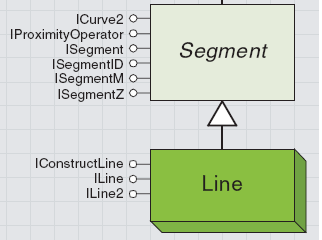 ICurve2
IProximityOperator
ISegment
ISegmentID
ISegmentM
ISegmentZ
Segment
IConstructLine
ILine
ILine2
Line